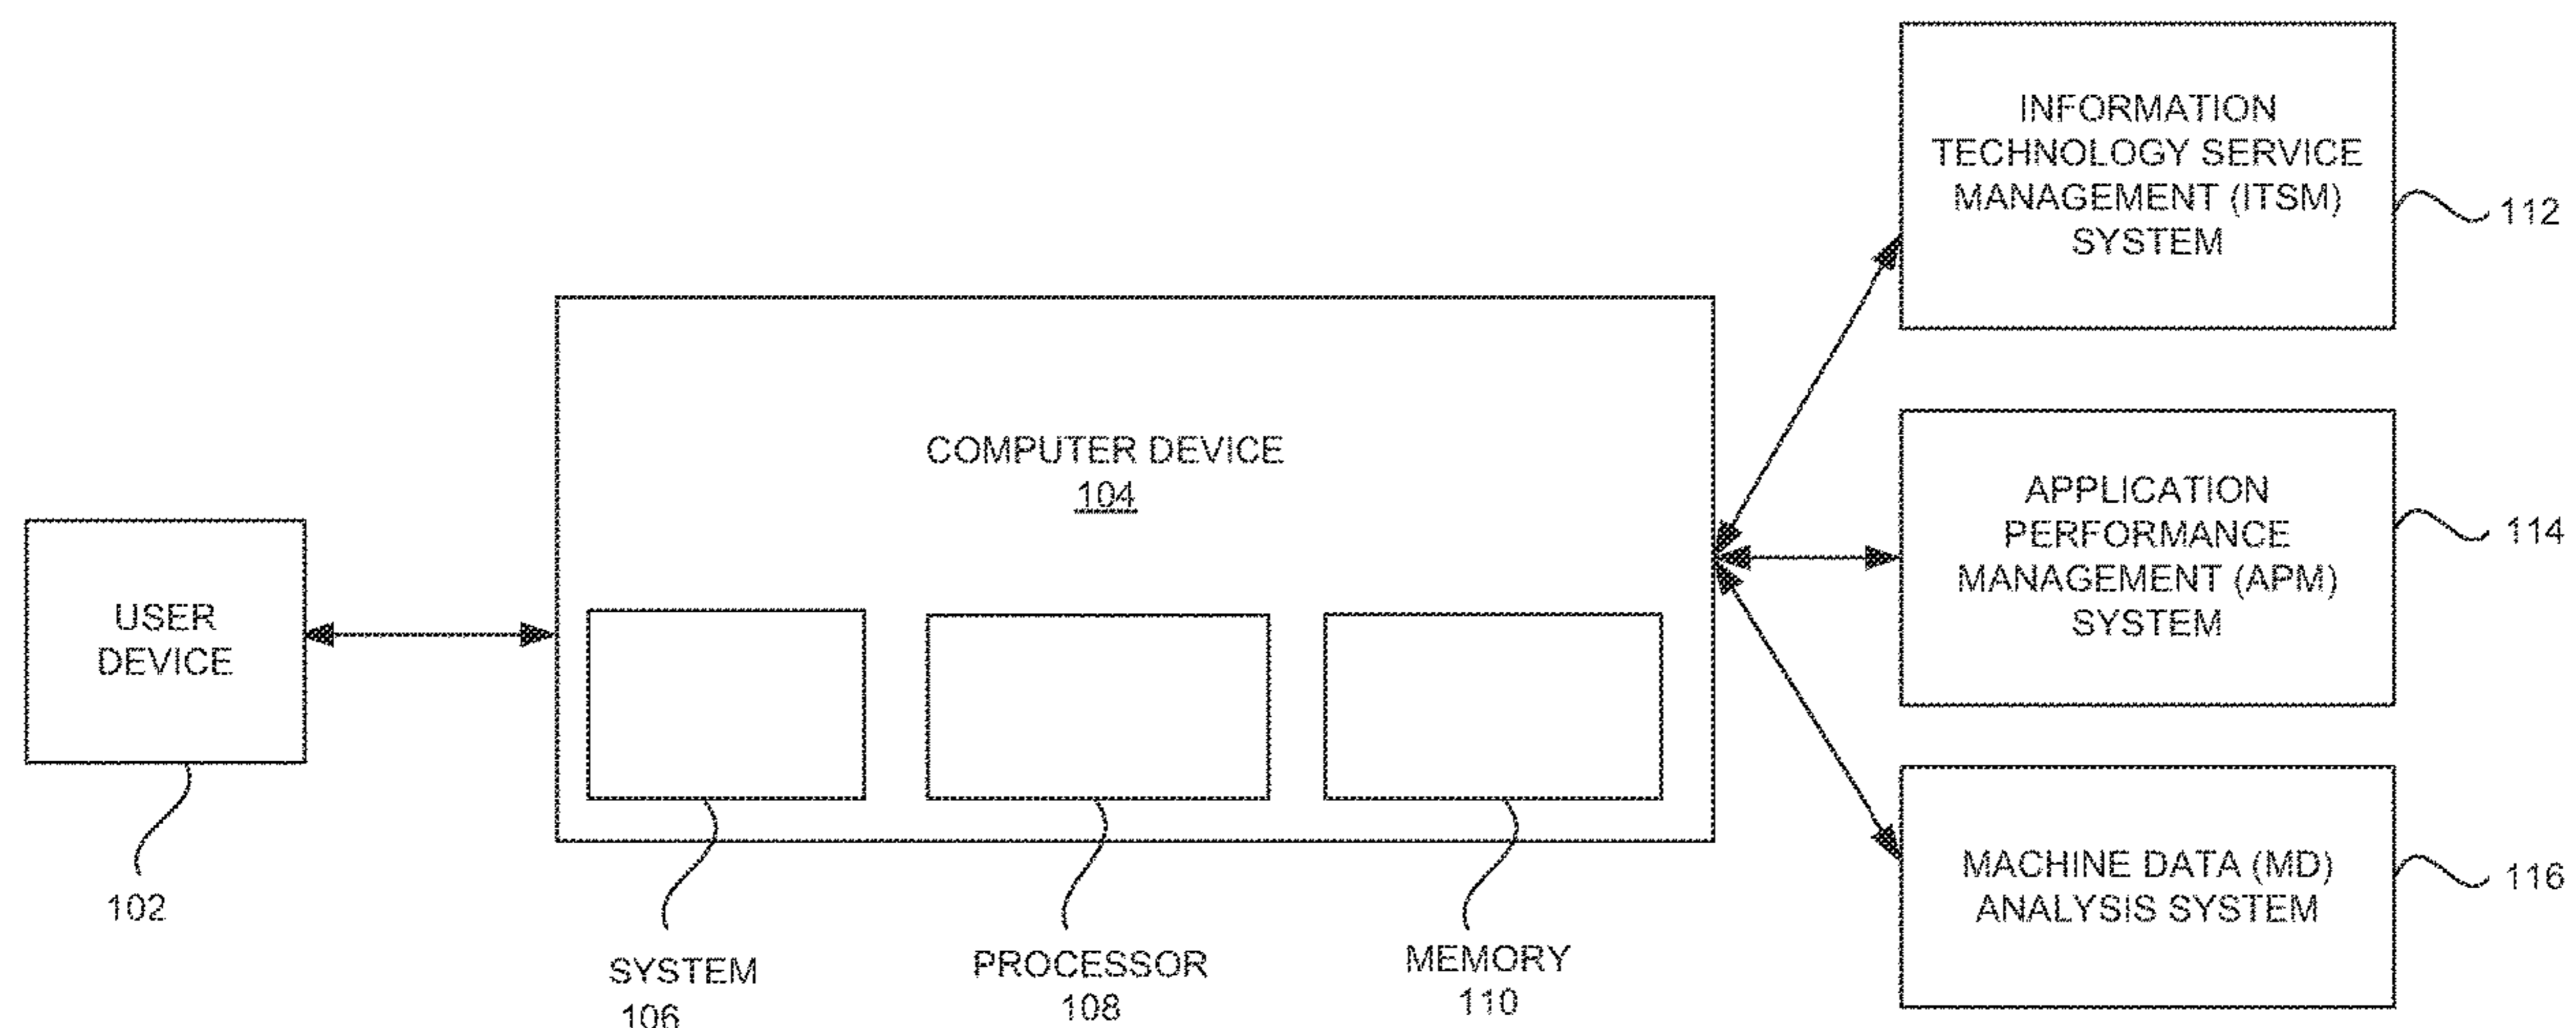 INFORMATION
TECHNOLOGY SERVICE
MANAGEMENT (ITSM)
SYSTEM
112
COMPUTER DEVICE
104
APPLICATION
PERFORMANCE
MANAGEMENT (APM)
SYSTEM
114
USER
DEVICE
102
MACHINE DATA (MD)
ANALYSIS SYSTEM
116
SYSTEM
106
PROCESSOR
108
MEMORY
110